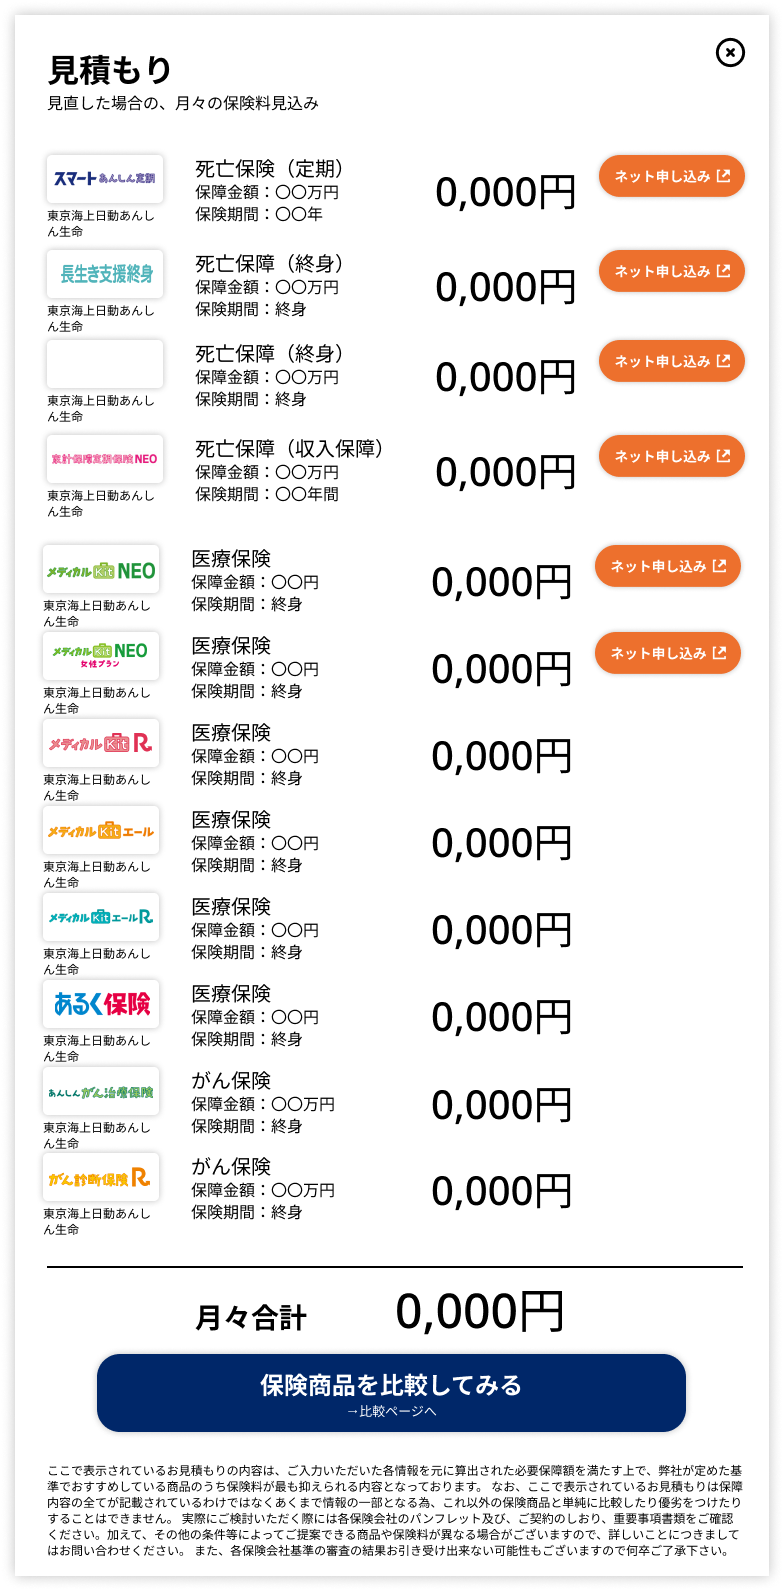 見積もり
見直した場合の、月々の保険料見込み
スマートあんしん定期
東京海上日動あんし
ん生命
死亡保険（定期）
保障金額：〇〇万円
保険期間：〇〇年
0,000円
ネット申し込み
長生き支援終身
東京海上日動あんし
ん生命
死亡保障（終身）
保障金額：〇〇万円
保険期間：終身
0,000円
ネット申し込み
東京海上日動あんし
ん生命
死亡保障（終身）
保障金額：〇〇万円
保険期間：終身
0,000円
ネット申し込み
家計保障定期保険NEO
東京海上日動あんし
ん生命
死亡保障（収入保障）
保障金額：〇〇万円
保険期間：〇〇年間
0,000円
ネット申し込み
メディカルKit NEO
東京海上日動あんし
ん生命
医療保険
保障金額：〇〇円
保険期間：終身
0,000円
ネット申し込み
メディカルKit NEO
女性プラン
東京海上日動あんし
ん生命
医療保険
保障金額：〇〇円
保険期間：終身
0,000円
ネット申し込み
メディカルKit R
東京海上日動あんし
ん生命
医療保険
保障金額：〇〇円
保険期間：終身
0,000円
メディカルKitエール
東京海上日動あんし
ん生命
医療保険
保障金額：〇〇円
保険期間：終身
0,000円
メディカルKitエールR
東京海上日動あんし
ん生命
医療保険
保障金額：〇〇円
保険期間：終身
0,000円
あるく保険
東京海上日動あんし
ん生命
医療保険
保障金額：〇〇円
保険期間：終身
0,000円
あんしんがん治療保険
東京海上日動あんし
ん生命
がん保険
保障金額：〇〇万円
保険期間：終身
0,000円
がん診断保険R
東京海上日動あんし
ん生命
がん保険
保障金額：〇〇万円
保険期間：終身
0,000円
月々合計
0,000円
保険商品を比較してみる
→比較ページへ
ここで表示されているお見積もりの内容は、ご入力いただいた各情報を元に算出された必要保障額を満たす上で、弊社が定めた基
準でおすすめしている商品のうち保険料が最も抑えられる内容となっております。 なお、ここで表示されているお見積もりは保障
内容の全てが記載されているわけではなくあくまで情報の一部となる為、これ以外の保険商品と単純に比較したり優劣をつけたり
することはできません。 実際にご検討いただく際には各保険会社のパンフレット及び、ご契約のしおり、重要事項書類をご確認
ください。加えて、その他の条件等によってご提案できる商品や保険料が異なる場合がございますので、詳しいことにつきまして
はお問い合わせください。 また、各保険会社基準の審査の結果お引き受け出来ない可能性もございますので何卒ご了承下さい。